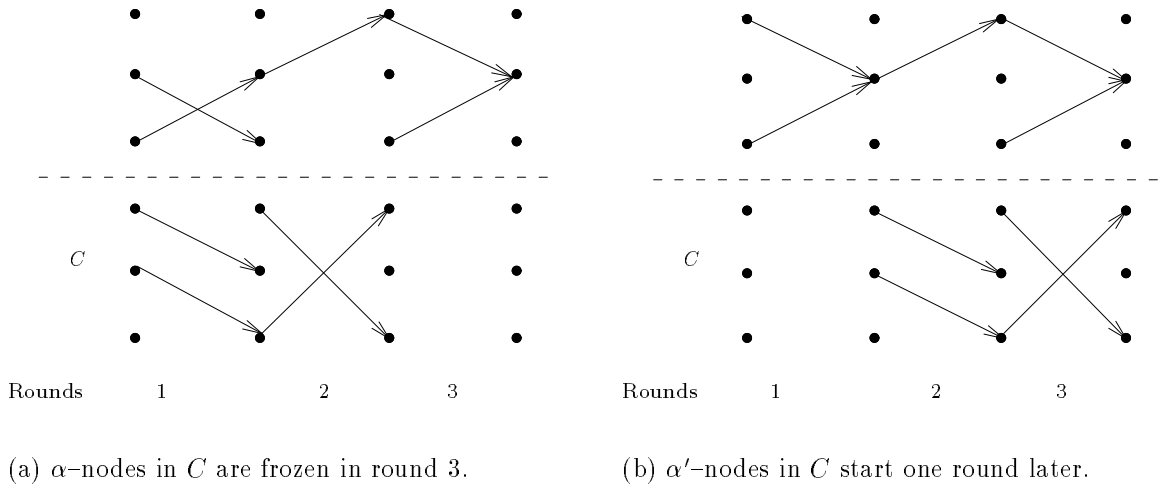 C
C
Rounds 1 2 3
Rounds 1 2 3
(a) α–nodes in C are frozen in round 3.
(b) α′–nodes in C start one round later.